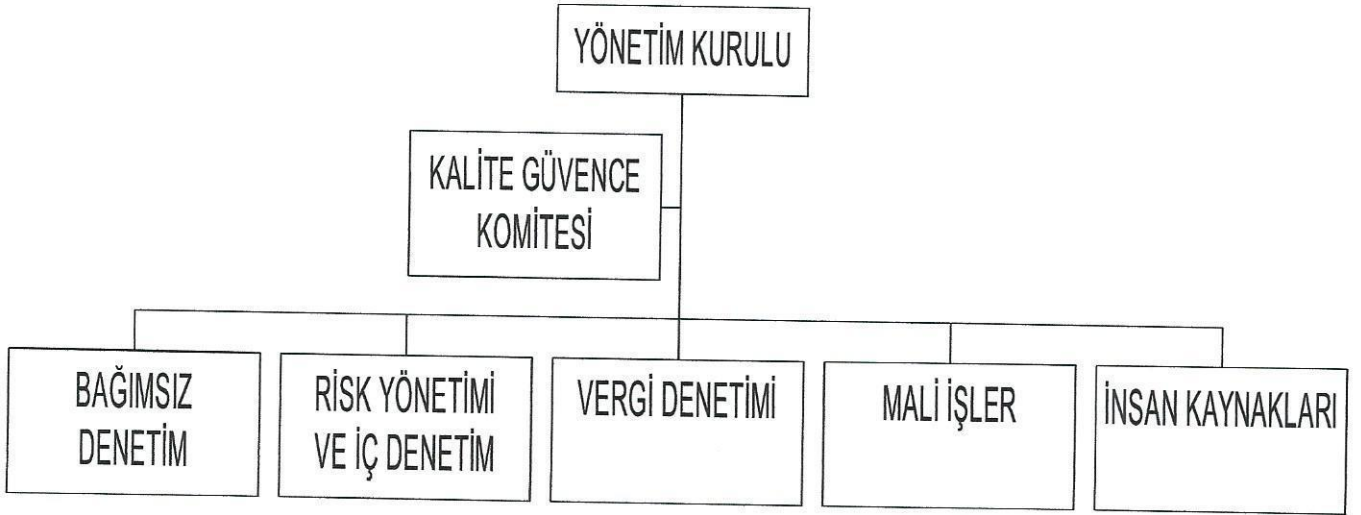 YÖNETİM KURULU
KALİTE GÜVENCE
KOMİTESİ
BAĞIMSIZ
DENETİM
RİSK YÖNETİMİ
VE İÇ DENETİM
VERGİ DENETİMİ
MALİ İŞLER
İNSAN KAYNAKLARI